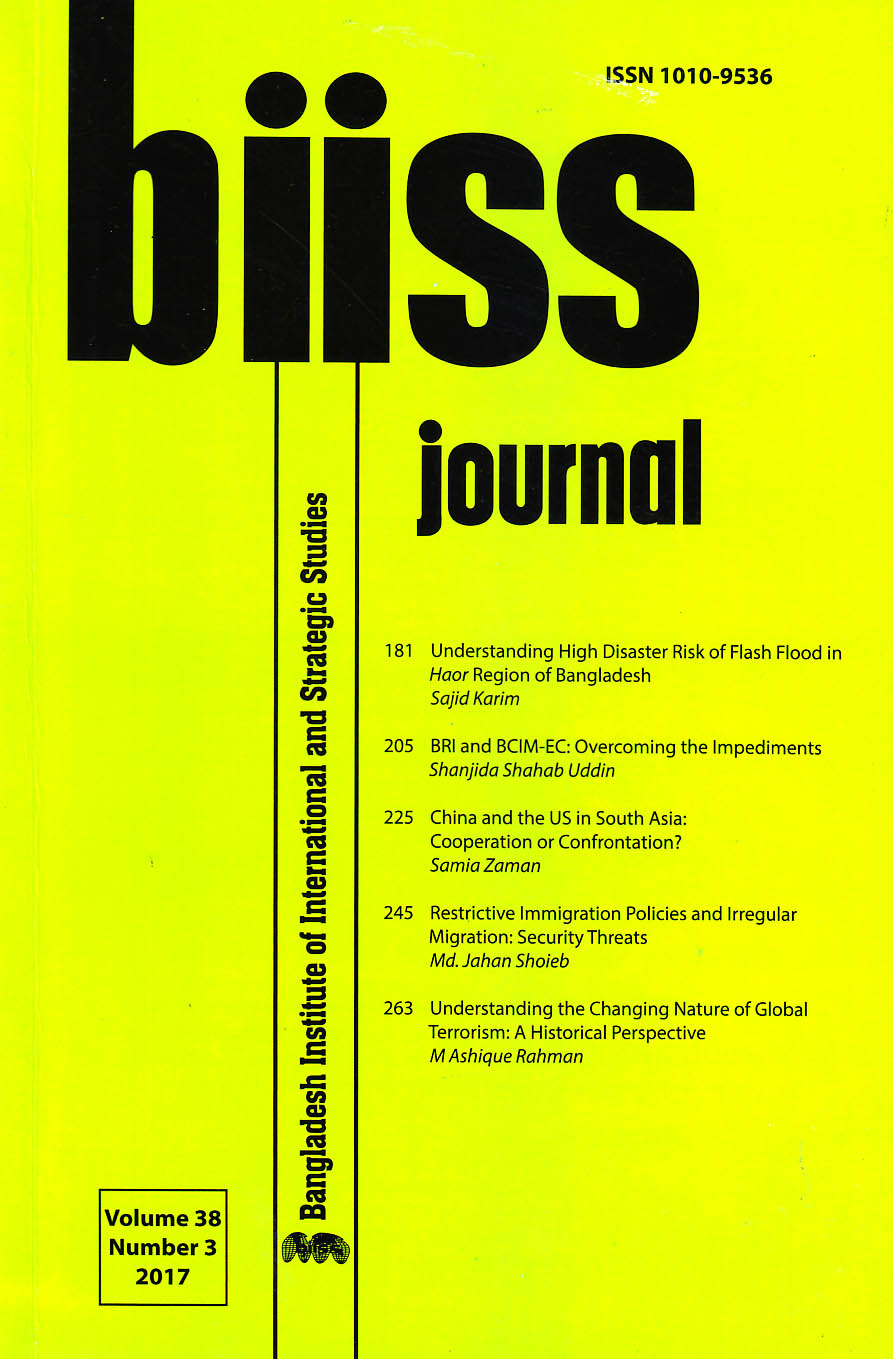 ISSN 1010-9536
biiss
journal
Bangladesh Institute of International and Strategic Studies
181 Understanding High Disaster Risk of Flash Flood in
Haor Region of Bangladesh
Sajid Karim
205 BRI and BCIM-EC: Overcoming the Impediments
Shanjida Shahab Uddin
225 China and the US in South Asia:
Cooperation or Confrontation?
Samia Zaman
245 Restrictive Immigration Policies and Irregular
Migration: Security Threats
Md. Jahan Shoieb
263 Understanding the Changing Nature of Global
Terrorism: A Historical Perspective
M Ashique Rahman
Volume 38
Number 3
2017
biiss